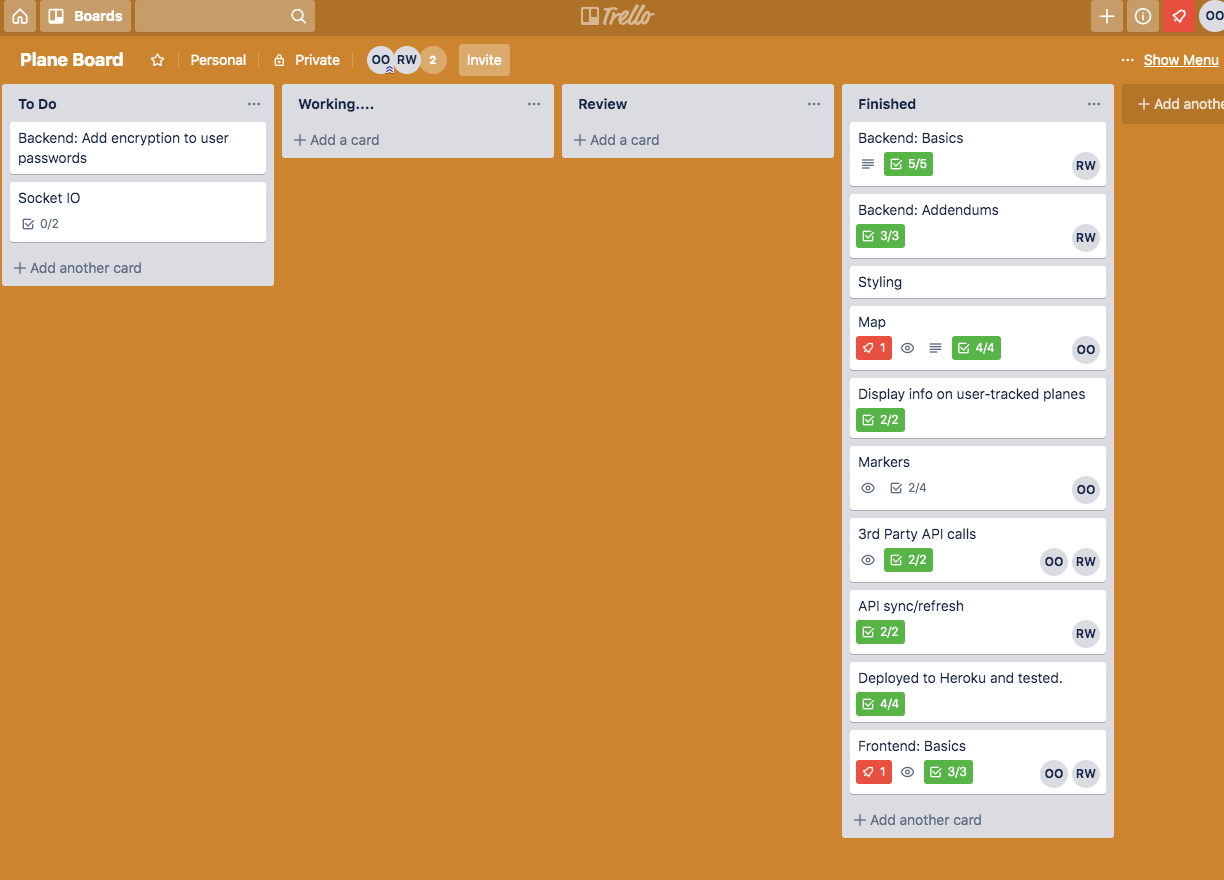 Boards
Trello
OO
Plane Board
Personal
Private
OO RW 2
Invite
... Show Menu
To Do
Backend: Add encryption to user
passwords
Socket IO
0/2
+ Add another card
Working....
+ Add a card
Review
+ Add a card
Finished
Backend: Basics
5/5
RW
Backend: Addendums
3/3
RW
Styling
Map
1
4/4
OO
Display info on user-tracked planes
2/2
Markers
2/4
OO
3rd Party API calls
2/2
OO RW
API sync/refresh
2/2
RW
Deployed to Heroku and tested.
4/4
Frontend: Basics
1
3/3
OO RW
+ Add another card
+ Add anothe